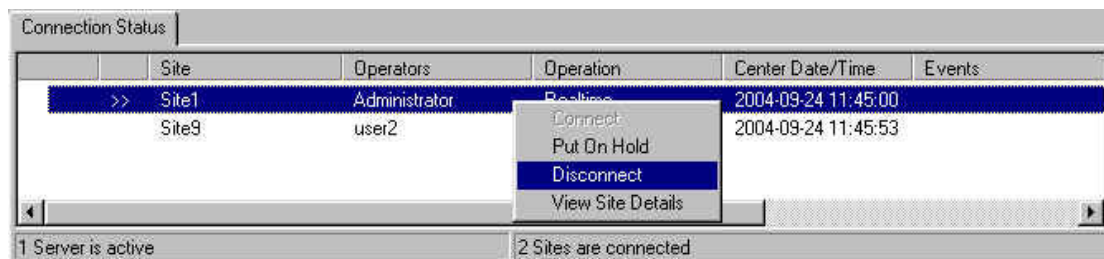 Connection Status
Site Operators Operation Center Date/Time Events
>> Site1 Administrator Realtime 2004-09-24 11:45:00
Site9 user2 2004-09-24 11:45:53
Connect
Put On Hold
Disconnect
View Site Details
1 Server is active 2 Sites are connected